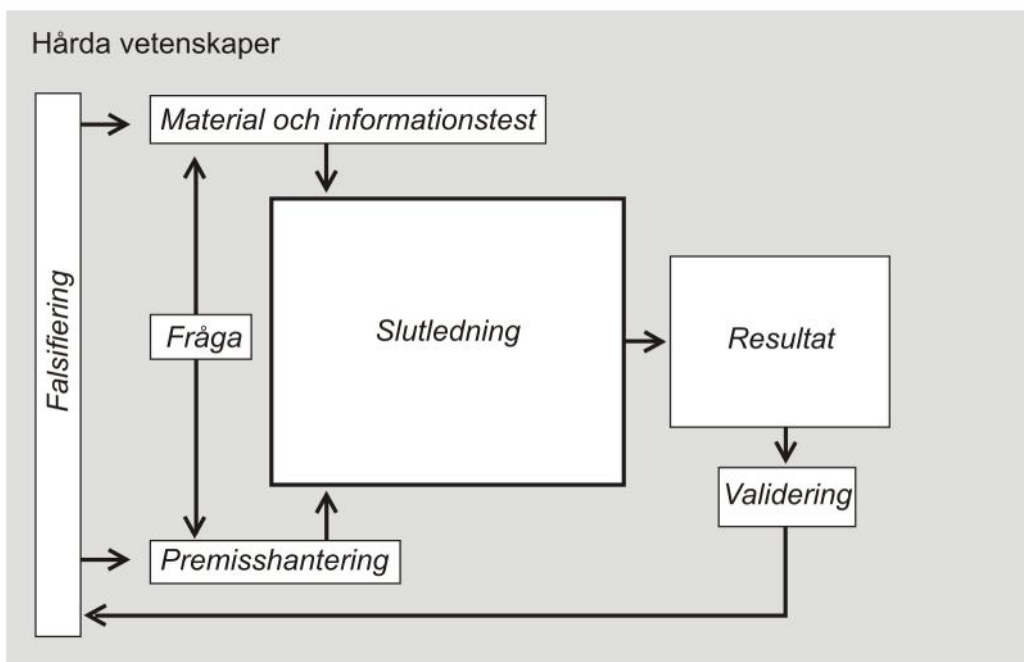 Hårda vetenskaper
Material och informationstest
Falsifiering
Fråga
Slutledning
Resultat
Validering
Premisshantering